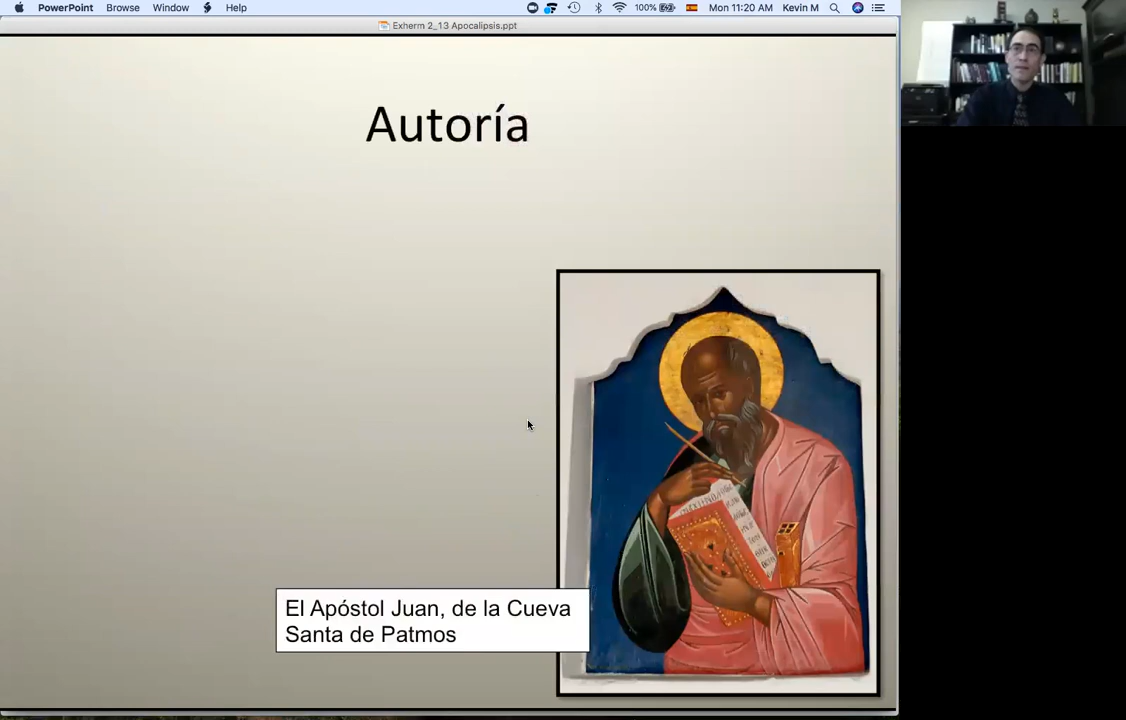 PowerPoint Browse Window Help 100% Mon 11:20 AM Kevin M
Exherm 2_13 Apocalipsis.ppt
Autoría
El Apóstol Juan, de la Cueva
Santa de Patmos